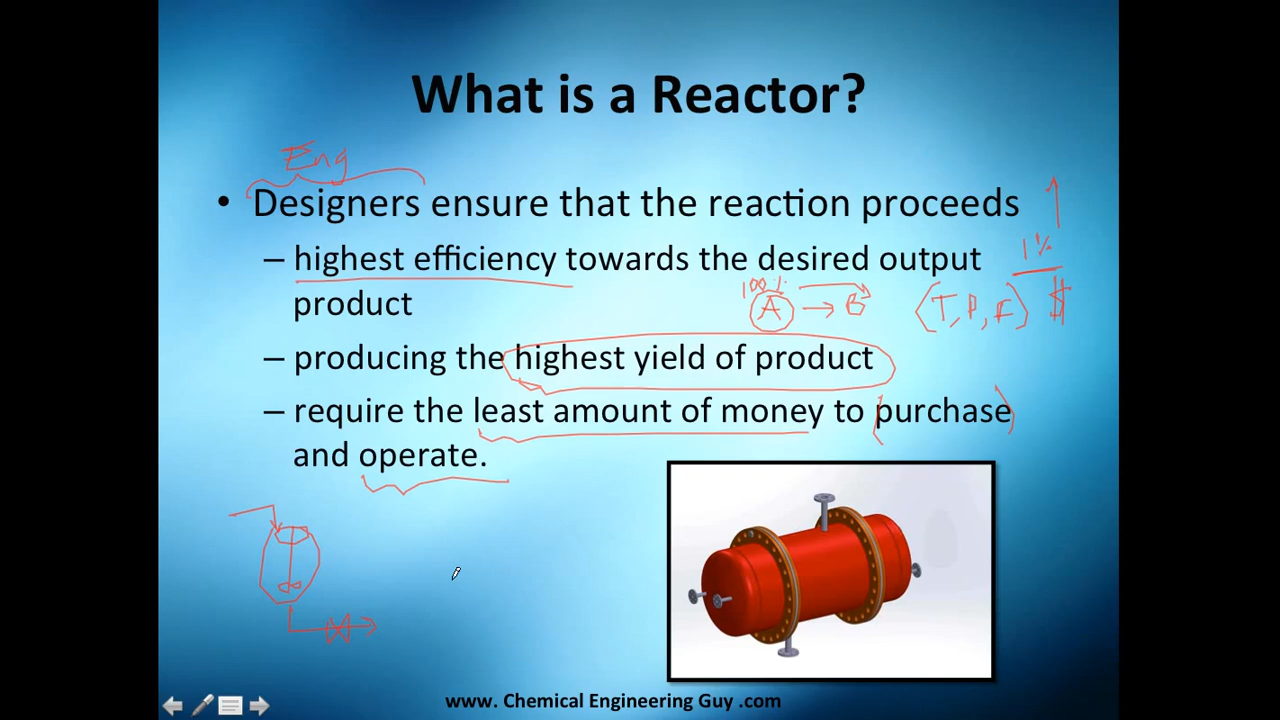 What is a Reactor?
Eng
• Designers ensure that the reaction proceeds
– highest efficiency towards the desired output
1%
product
100%
A → B
(T, P, E) $
– producing the highest yield of product
– require the least amount of money to purchase
and operate.
www. Chemical Engineering Guy .com